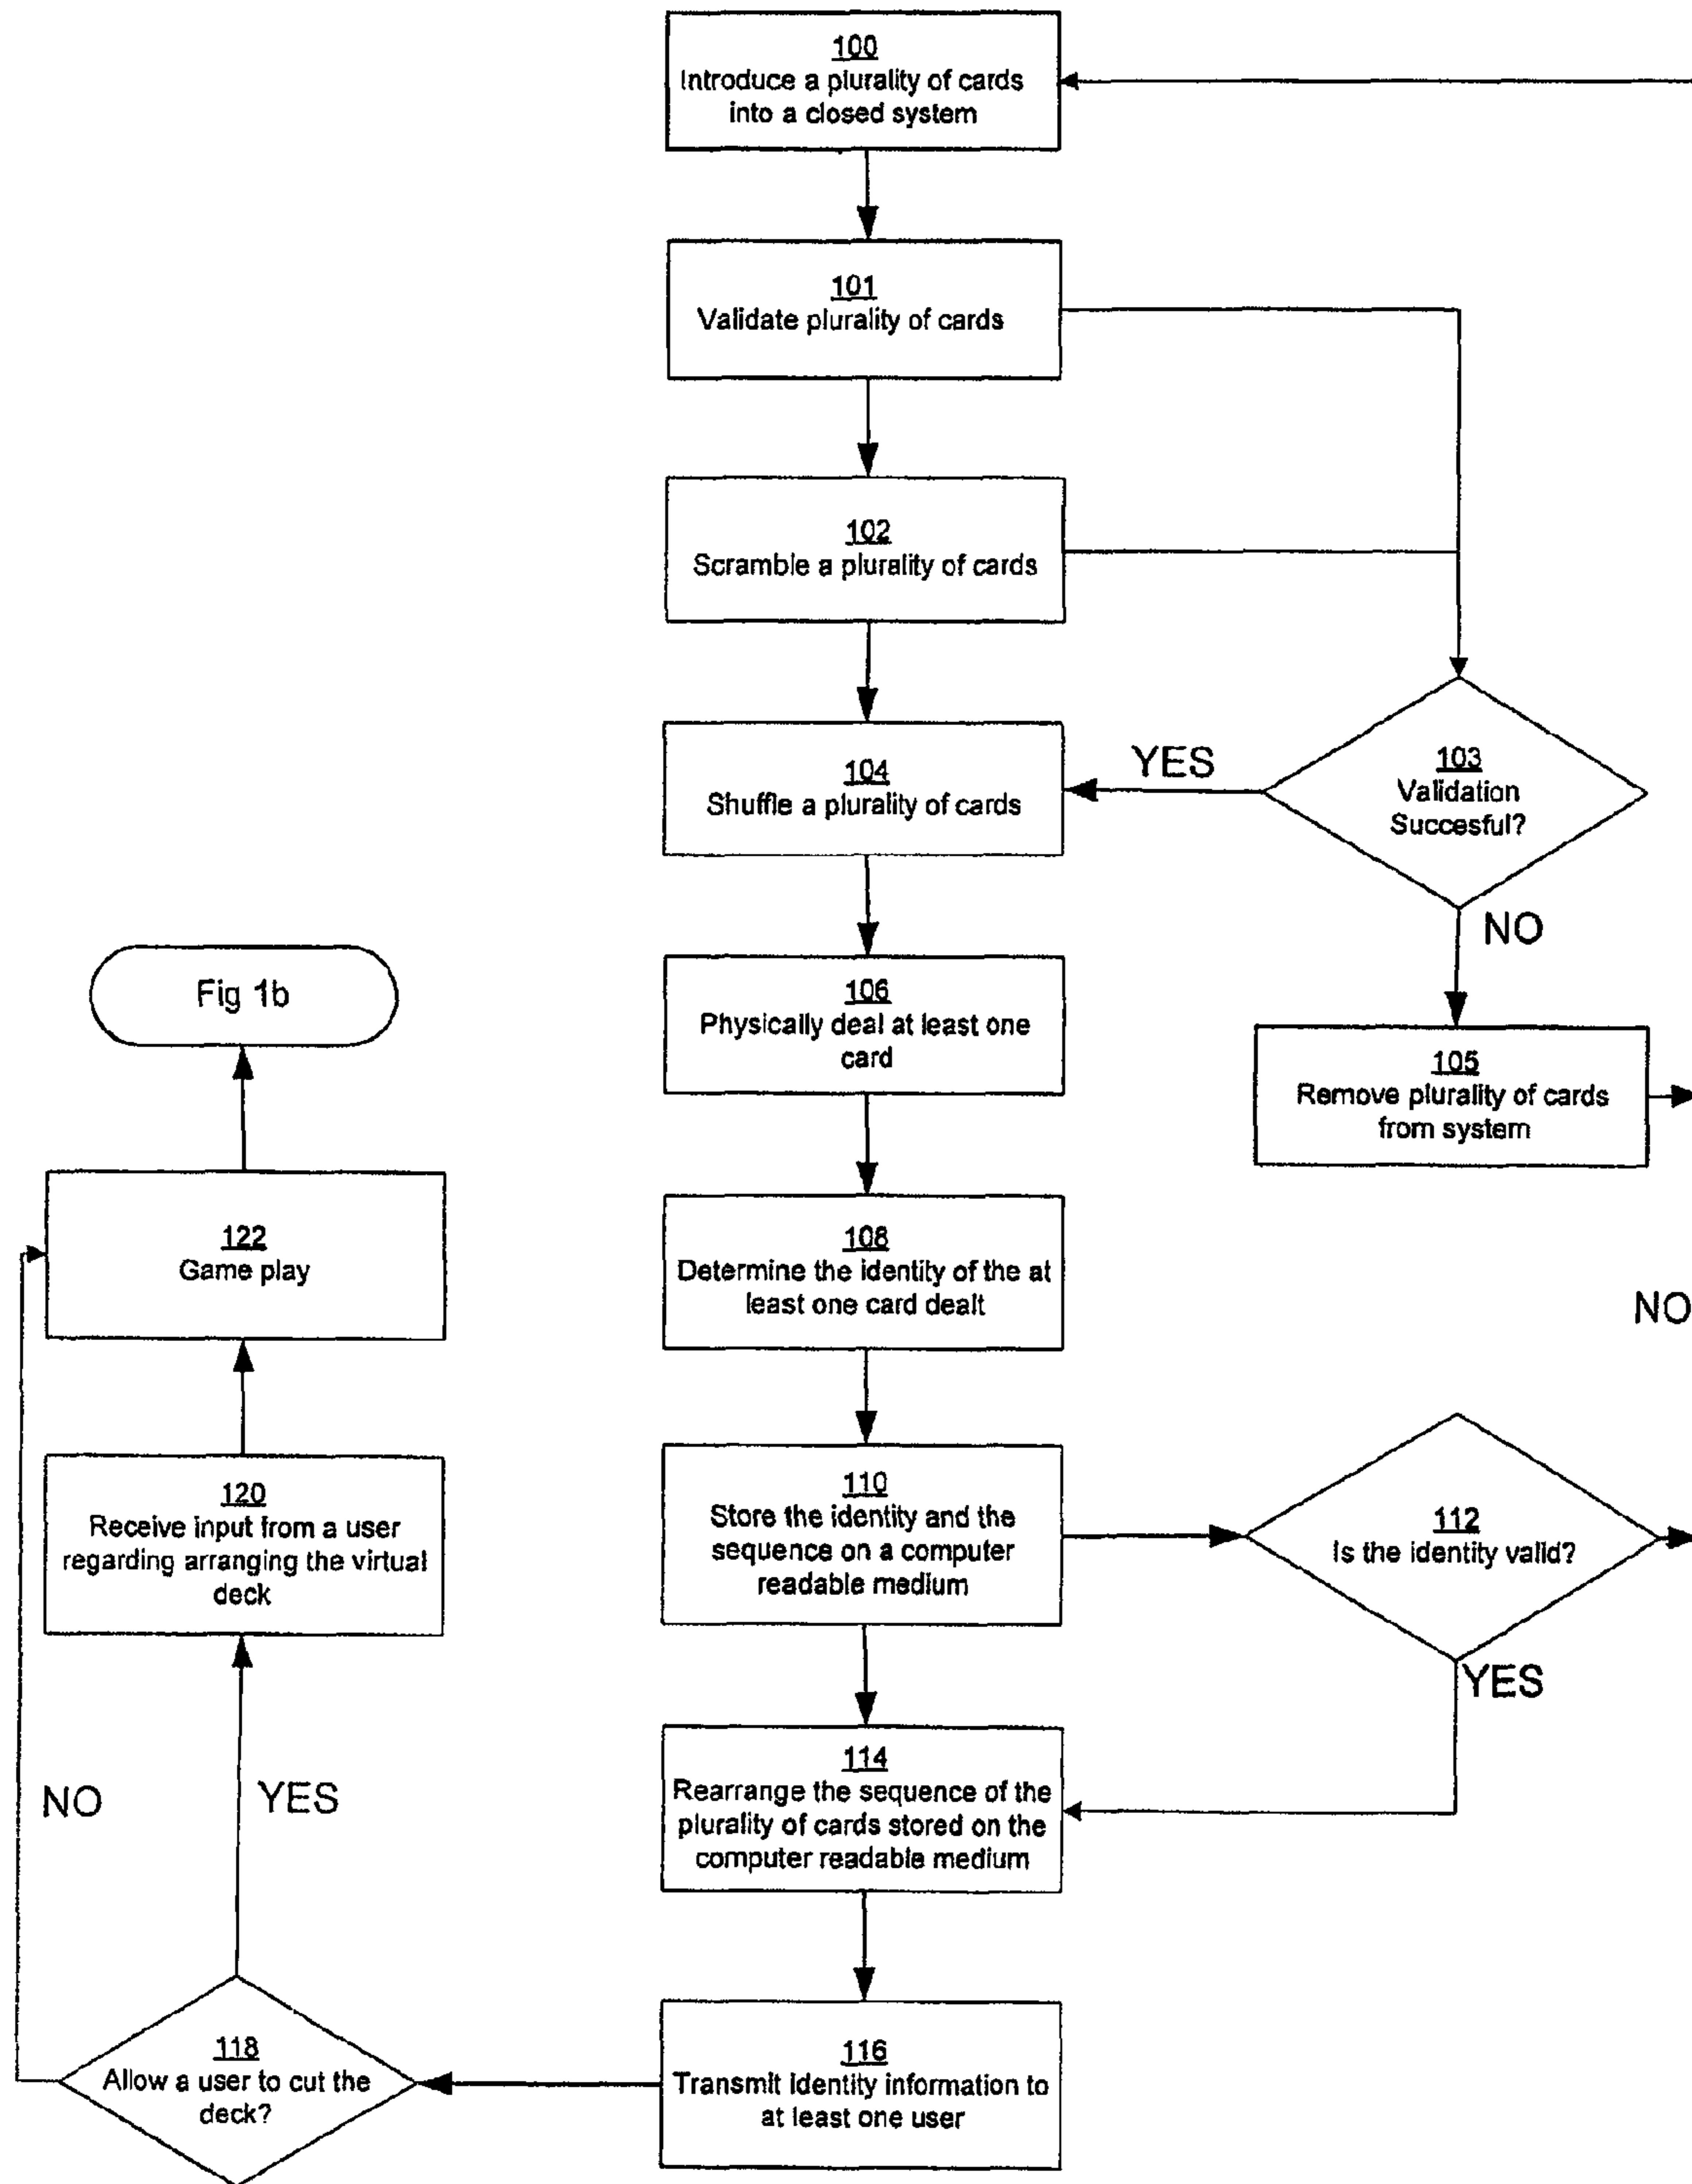 100
Introduce a plurality of cards
into a closed system
101
Validate plurality of cards
102
Scramble a plurality of cards
104
Shuffle a plurality of cards
YES
103
Validation
Succesful?
NO
Fig 1b
106
Physically deal at least one
card
105
Remove plurality of cards
from system
122
Game play
108
Determine the identity of the at
least one card dealt
NO
120
Receive input from a user
regarding arranging the virtual
deck
110
Store the identity and the
sequence on a computer
readable medium
112
Is the identity valid?
YES
NO
YES
114
Rearrange the sequence of the
plurality of cards stored on the
computer readable medium
118
Allow a user to cut the
deck?
116
Transmit identity information to
at least one user